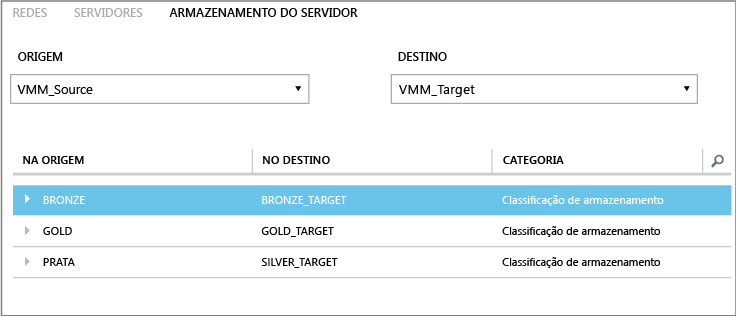 REDES SERVIDORES ARMAZENAMENTO DO SERVIDOR
ORIGEM DESTINO
VMM_Source VMM_Target
NA ORIGEM NO DESTINO CATEGORIA
BRONZE BRONZE_TARGET Classificação de armazenamento
GOLD GOLD_TARGET Classificação de armazenamento
PRATA SILVER_TARGET Classificação de armazenamento